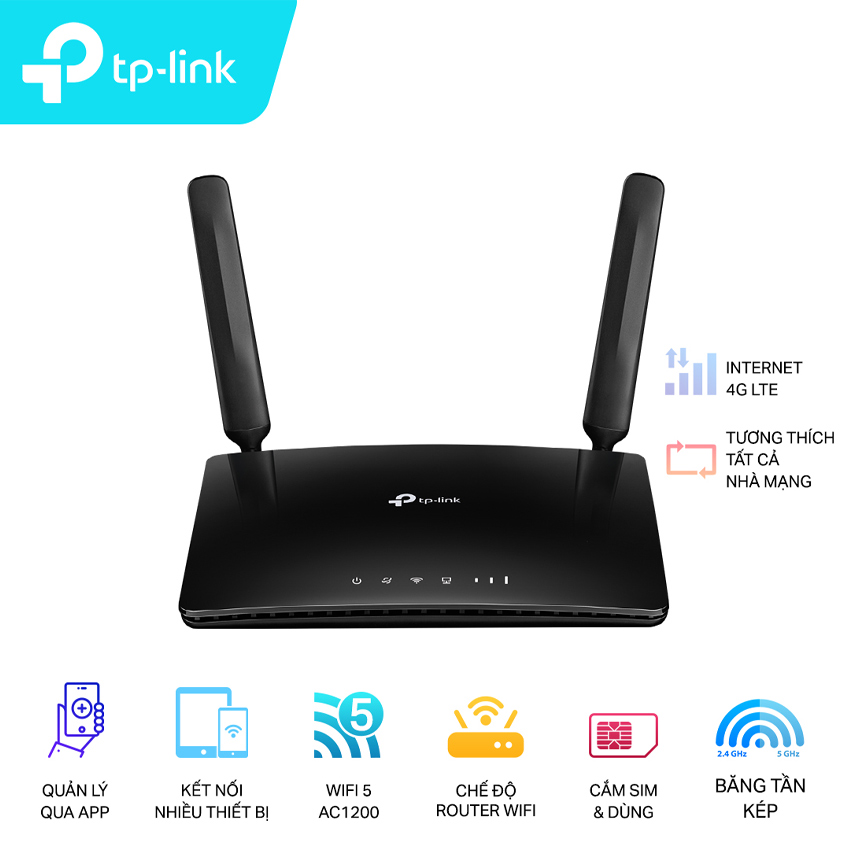 tp-link
INTERNET
4G LTE
TƯƠNG THÍCH
TẤT CẢ
NHÀ MẠNG
tp-link
5
2.4 GHz
5 GHz
QUẢN LÝ
QUA APP
KẾT NỐI
NHIỀU THIẾT BỊ
WIFI 5
AC1200
CHẾ ĐỘ
ROUTER WIFI
CẮM SIM
& DÙNG
BĂNG TẦN
KÉP